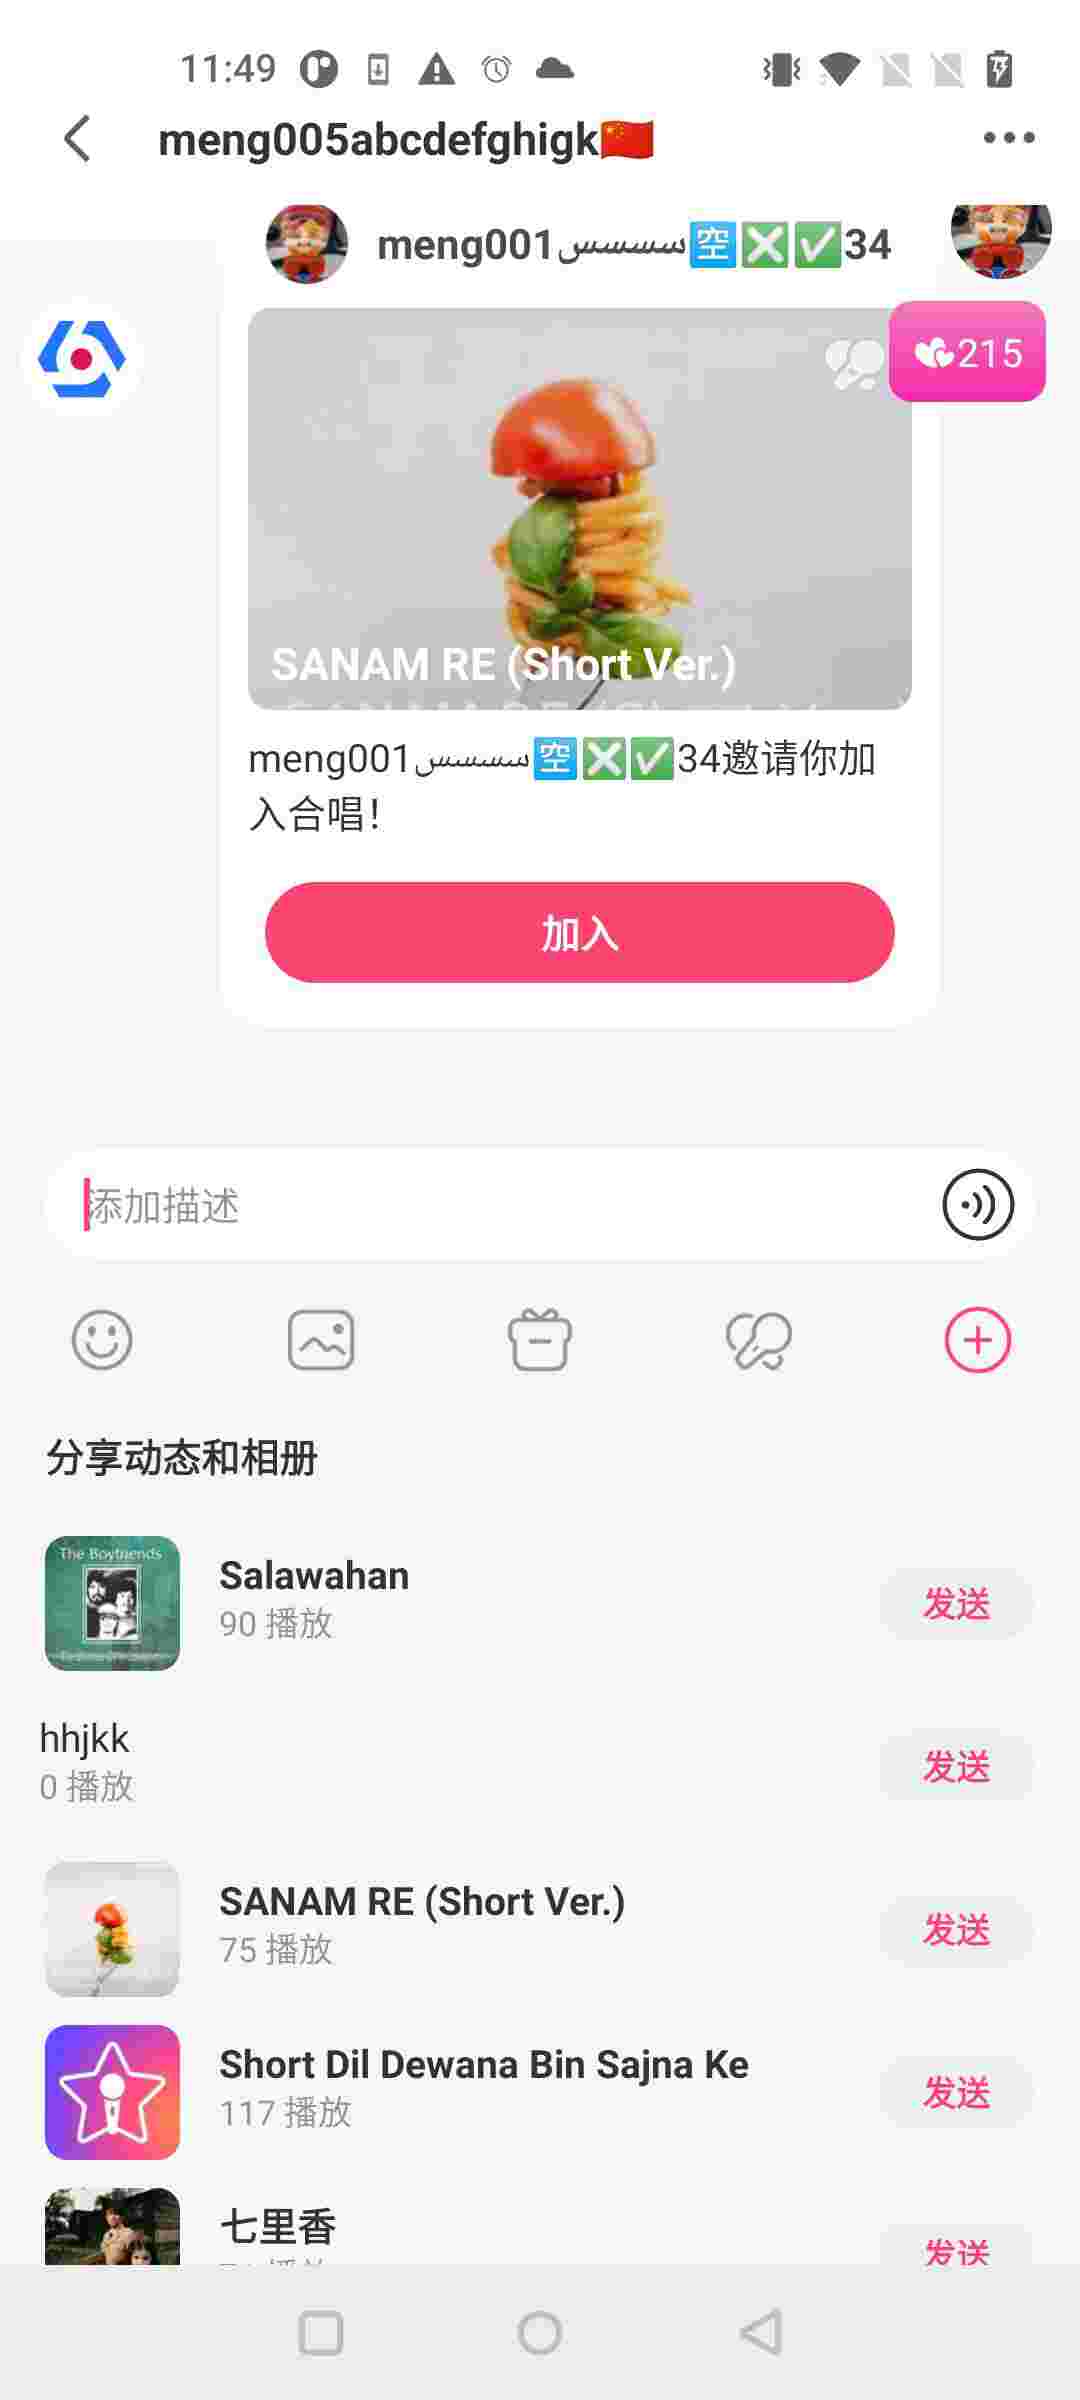 11:49
meng005abcdefghigk🇨🇳
meng001سسسس🈳❎✅34
215
SANAM RE (Short Ver.)
meng001سسسس🈳❎✅34邀请你加
入合唱！
加入
添加描述
分享动态和相册
The Boyfriends
Salawahan
90 播放
发送
hhjkk
0 播放
发送
SANAM RE (Short Ver.)
75 播放
发送
Short Dil Dewana Bin Sajna Ke
117 播放
发送
七里香
发送